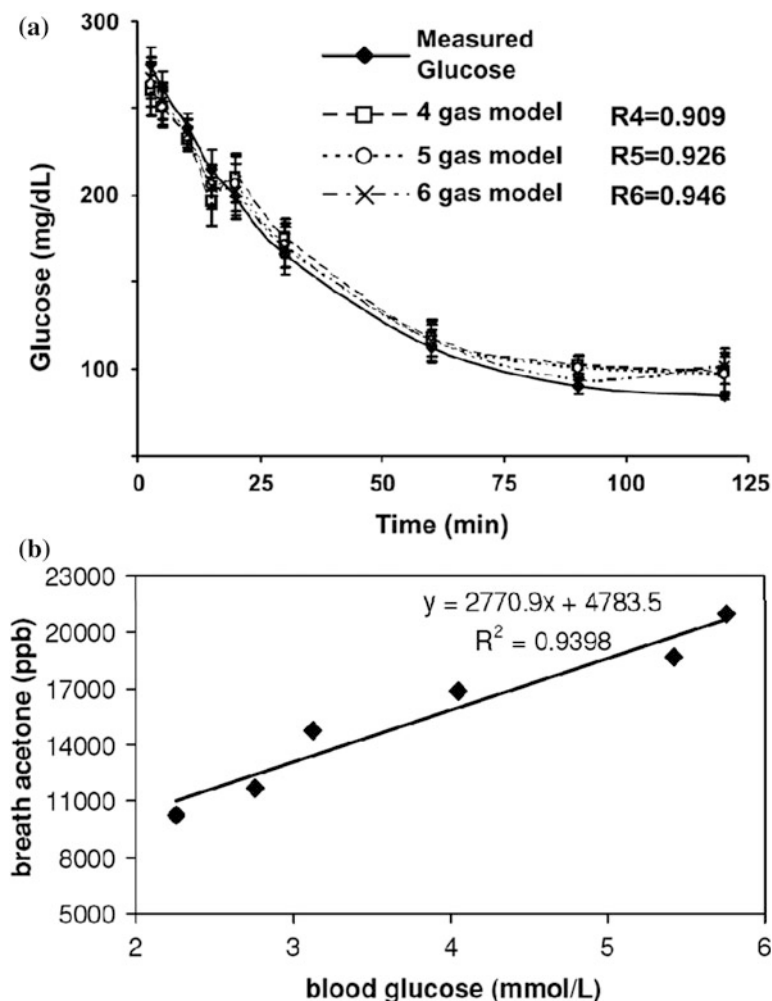 (a)
300
200
100
Glucose (mg/dL)
Measured
Glucose
4 gas model R4=0.909
5 gas model R5=0.926
6 gas model R6=0.946
0 25 50 75 100 125
Time (min)
(b)
23000
20000
17000
14000
11000
8000
5000
breath acetone (ppb)
y = 2770.9x + 4783.5
R² = 0.9398
2 3 4 5 6
blood glucose (mmol/L)